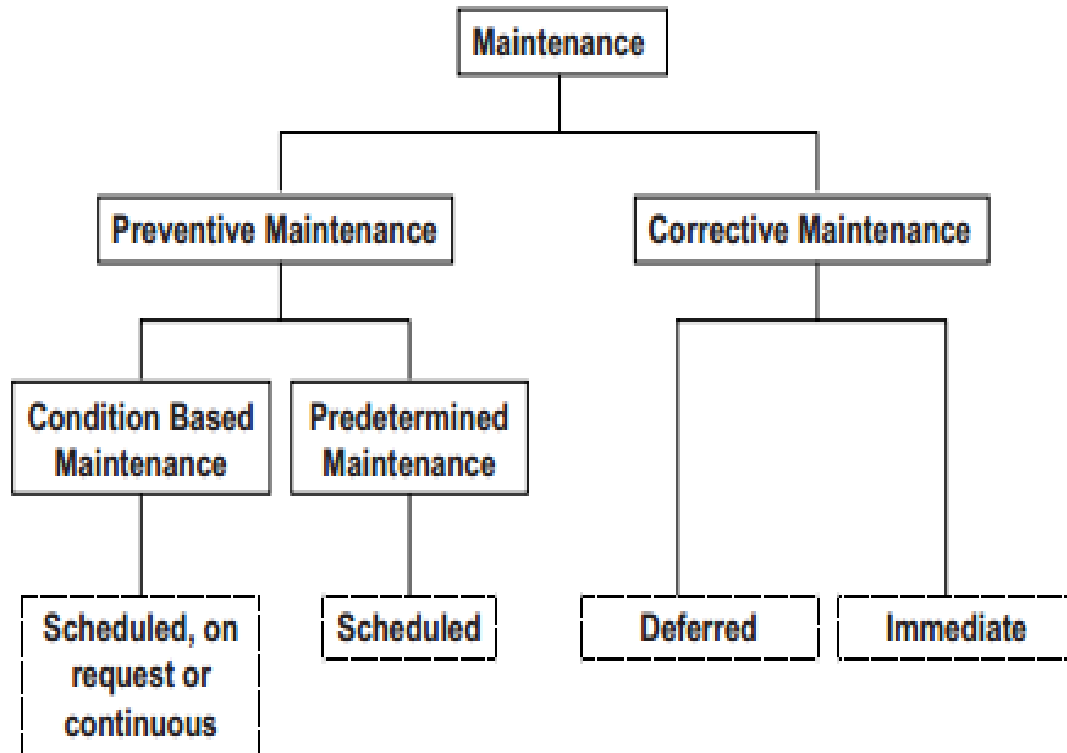 Maintenance
Preventive Maintenance
Corrective Maintenance
Condition Based
Maintenance
Predetermined
Maintenance
Scheduled, on
request or
continuous
Scheduled
Deferred
Immediate